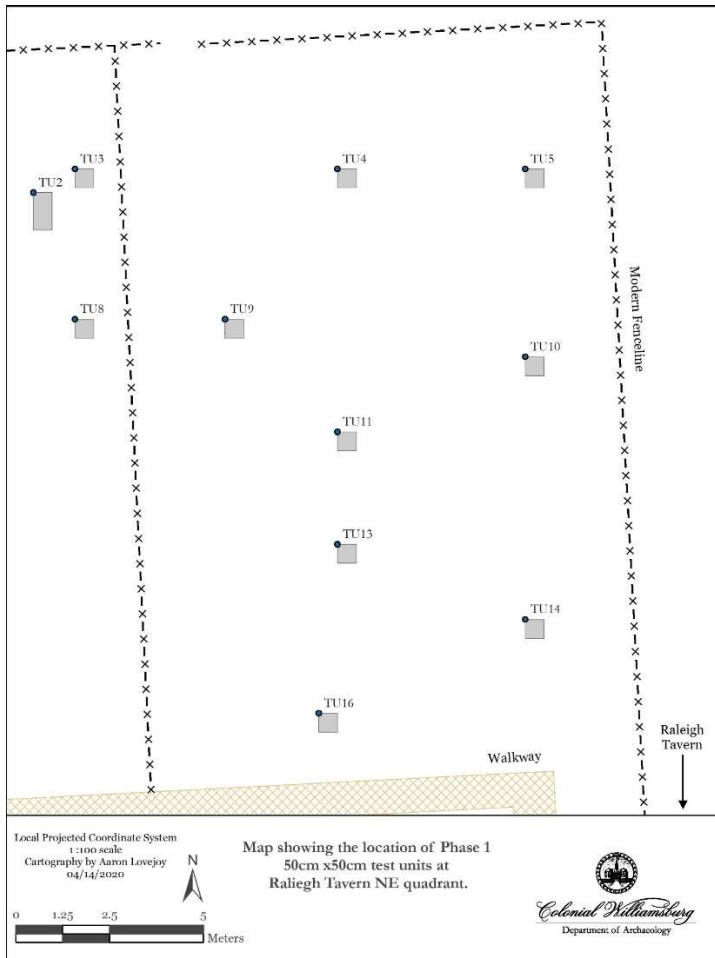 TU3
TU2
TU4
TU5
TU8
TU9
TU10
Modern Fenceline
TU11
TU13
TU14
TU16
Raleigh
Tavern
Walkway
Local Projected Coordinate System
1 :100 scale
Cartography by Aaron Lovejoy
04/14/2020
N
0 1.25 2.5 5
Meters
Map showing the location of Phase 1
50cm x50cm test units at
Raliegh Tavern NE quadrant.
Colonial Williamsburg
Department of Archaeology